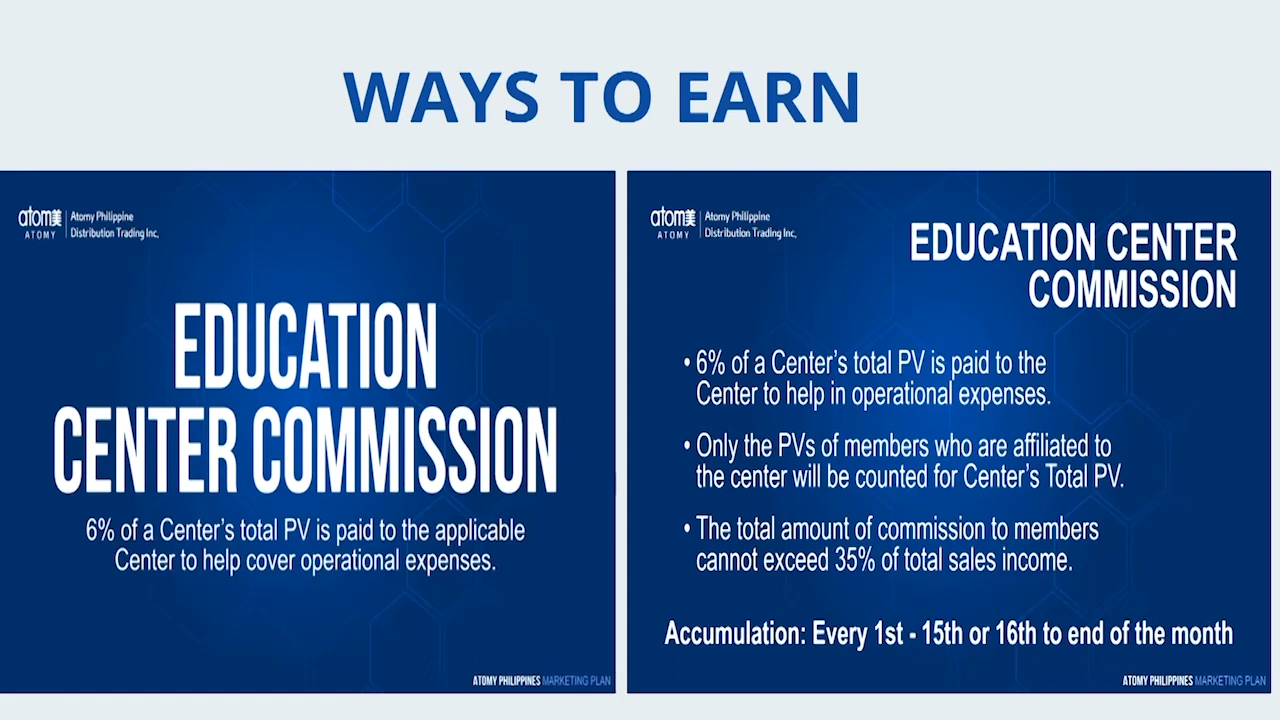 WAYS TO EARN
atom美 Atomy Philippine
ATOMY Distribution Trading Inc,
EDUCATION
CENTER COMMISSION
6% of a Center's total PV is paid to the applicable
Center to help cover operational expenses.
ATOMY PHILIPPINES MARKETING PLAN
atom美 Atomy Philippine
ATOMY Distribution Trading Inc,
EDUCATION CENTER
COMMISSION
• 6% of a Center's total PV is paid to the
Center to help in operational expenses.
• Only the PVs of members who are affiliated to
the center will be counted for Center's Total PV.
• The total amount of commission to members
cannot exceed 35% of total sales income.
Accumulation: Every 1st - 15th or 16th to end of the month
ATOMY PHILIPPINES MARKETING PLAN